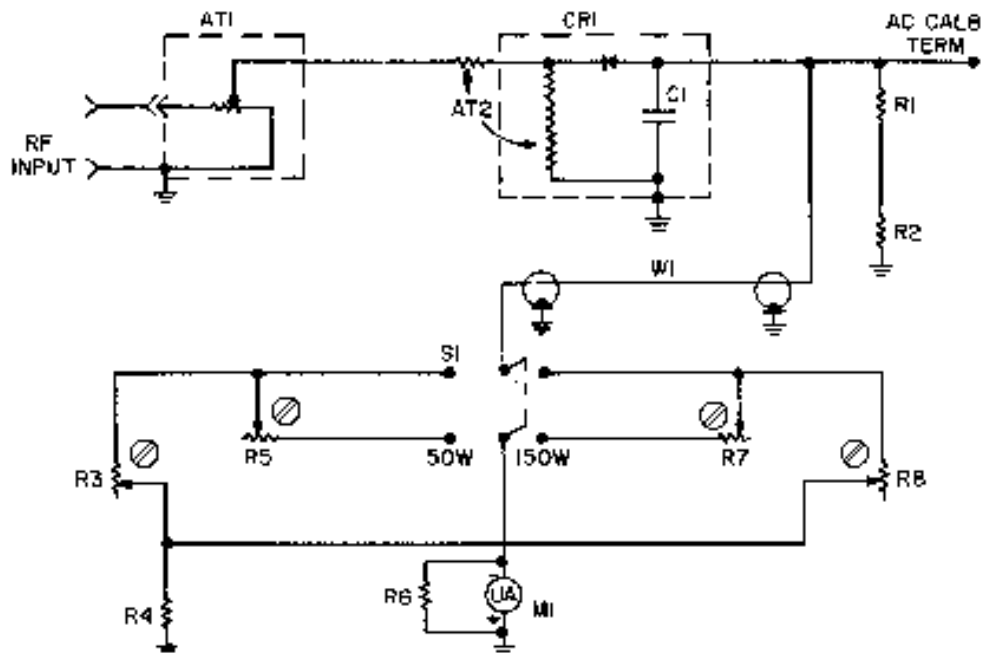 AT1
CR1
AC CALB
TERM
RF
INPUT
AT2
C1
R1
R2
W1
S1
R3
R5
50W
150W
R7
R8
R4
R6
UA
M1